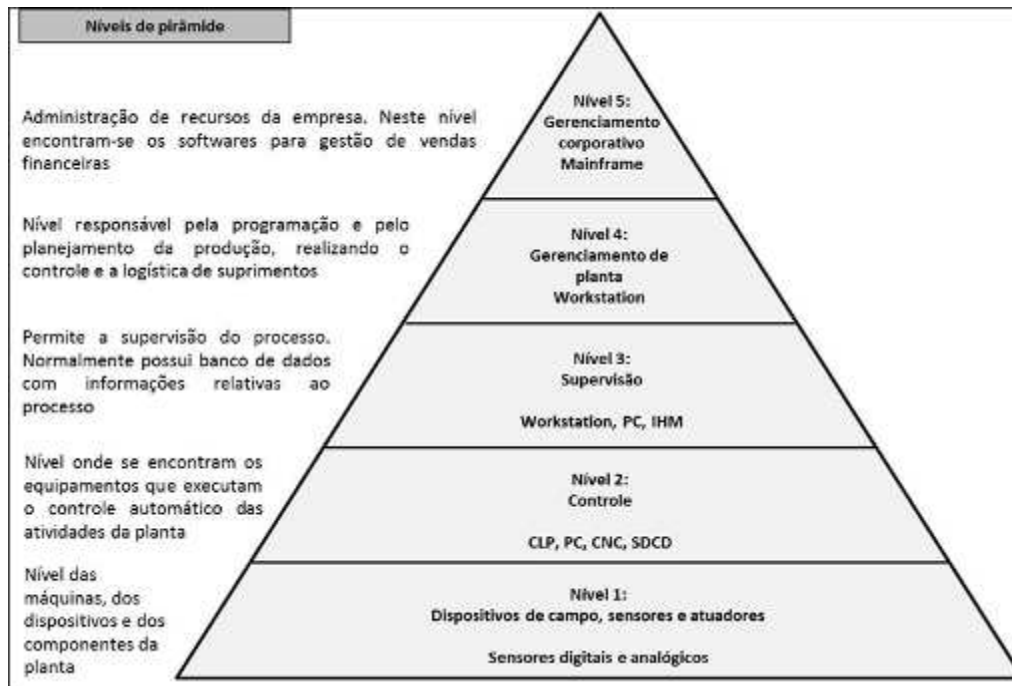 Níveis de pirâmide
Administração de recursos da empresa. Neste nível
encontram-se os softwares para gestão de vendas
financeiras
Nível 5:
Gerenciamento
corporativo
Mainframe
Nível responsável pela programação e pelo
planejamento da produção, realizando o
controle e a logística de suprimentos
Nível 4:
Gerenciamento de
planta
Workstation
Permite a supervisão do processo.
Normalmente possui banco de dados
com informações relativas ao
processo
Nível 3:
Supervisão
Workstation, PC, IHM
Nível onde se encontram os
equipamentos que executam
o controle automático das
atividades da planta
Nível 2:
Controle
CLP, PC, CNC, SDCD
Nível das
máquinas, dos
dispositivos e dos
componentes da
planta
Nível 1:
Dispositivos de campo, sensores e atuadores
Sensores digitais e analógicos